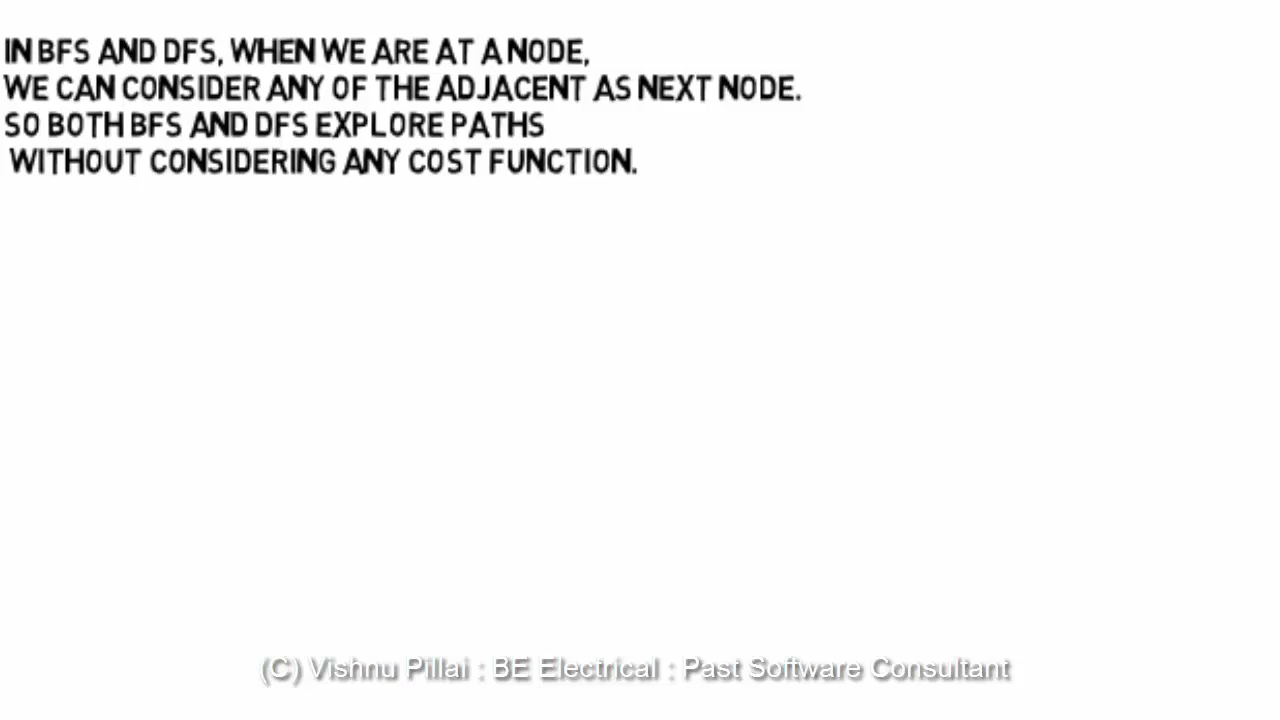 IN BFS AND DFS, WHEN WE ARE AT A NODE,
WE CAN CONSIDER ANY OF THE ADJACENT AS NEXT NODE.
SO BOTH BFS AND DFS EXPLORE PATHS
WITHOUT CONSIDERING ANY COST FUNCTION.
(C) Vishnu Pillai : BE Electrical : Past Software Consultant